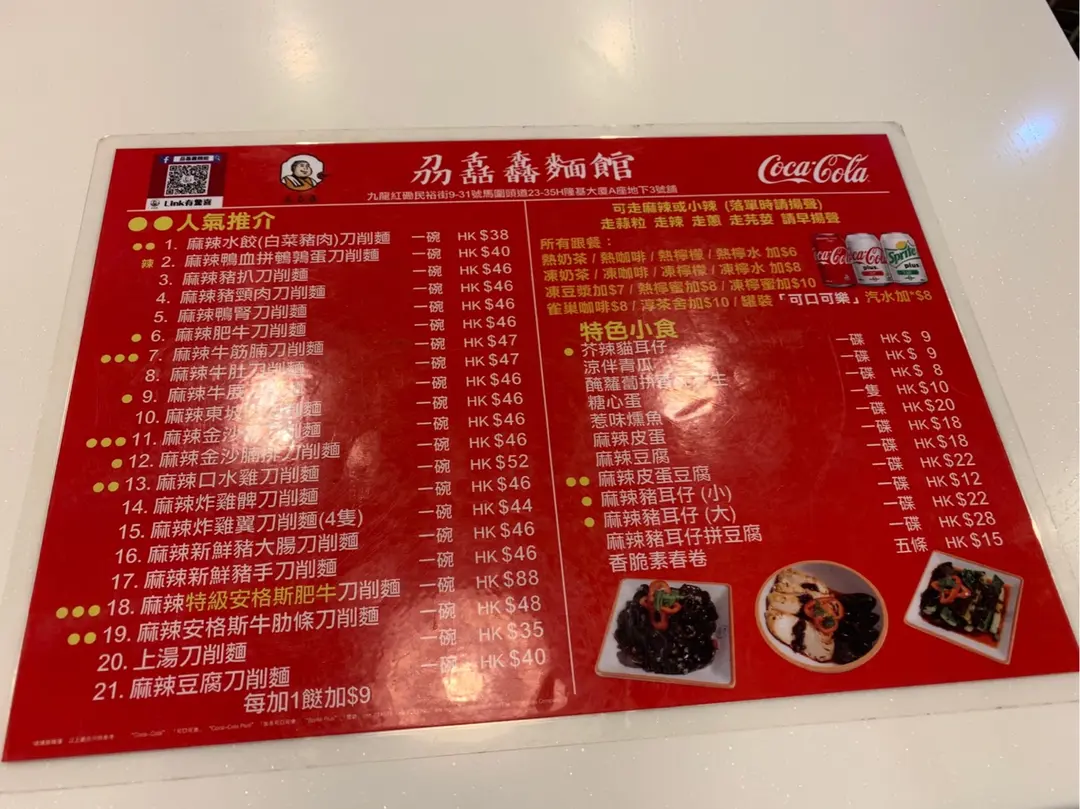 刕壵鱻麵館
Coca-Cola
Link有驚喜
九龍紅磡民裕街9-31號馬圍頭道23-35H隆基大廈A座地下3號舖
人氣推介
1. 麻辣水餃(白菜豬肉)刀削麵 一碗 HK$38
辣 2. 麻辣鴨血拼鵪鶉蛋刀削麵 一碗 HK$40
3. 麻辣豬扒刀削麵 一碗 HK$46
4. 麻辣豬頸肉刀削麵 一碗 HK$46
5. 麻辣鴨腎刀削麵 一碗 HK$46
6. 麻辣肥牛刀削麵 一碗 HK$46
7. 麻辣牛筋腩刀削麵 一碗 HK$47
8. 麻辣牛肚刀削麵 一碗 HK$47
9. 麻辣牛展刀削麵 一碗 HK$46
10. 麻辣東坡削麵 一碗 HK$46
11. 麻辣金沙刀削麵 一碗 HK$46
12. 麻辣金沙腩排刀削麵 一碗 HK$46
13. 麻辣口水雞刀削麵 一碗 HK$52
14. 麻辣炸雞髀刀削麵 一碗 HK$46
15. 麻辣炸雞翼刀削麵(4隻) 一碗 HK$44
16. 麻辣新鮮豬大腸刀削麵 一碗 HK$46
17. 麻辣新鮮豬手刀削麵 一碗 HK$46
18. 麻辣特級安格斯肥牛刀削麵 一碗 HK$88
19. 麻辣安格斯牛肋條刀削麵 一碗 HK$48
20. 上湯刀削麵 一碗 HK$35
21. 麻辣豆腐刀削麵 一碗 HK$40
每加1餸加$9
可走麻辣或小辣 (落單時請揚聲)
走蒜粒 走辣 走蔥 走芫荽 請早揚聲
所有跟餐：
熱奶茶 / 熱咖啡 / 熱檸檬 / 熱檸水 加$6
凍奶茶 / 凍咖啡 / 凍檸檬 / 凍檸水 加$8
凍豆漿加$7 / 熱檸蜜加$8 / 凍檸蜜加$10
雀巢咖啡$8 / 淳茶舍加$10 / 罐裝「可口可樂」汽水加*$8
特色小食
芥辣貓耳仔 一碟 HK$ 9
涼伴青瓜 一碟 HK$ 9
醃蘿蔔拼生 一碟 HK$ 8
糖心蛋 一隻 HK$10
惹味燻魚 一碟 HK$20
麻辣皮蛋 一碟 HK$18
麻辣豆腐 一碟 HK$18
麻辣皮蛋豆腐 一碟 HK$22
麻辣豬耳仔 (小) 一碟 HK$12
麻辣豬耳仔 (大) 一碟 HK$22
麻辣豬耳仔拼豆腐 一碟 HK$28
香脆素春卷 五條 HK$15